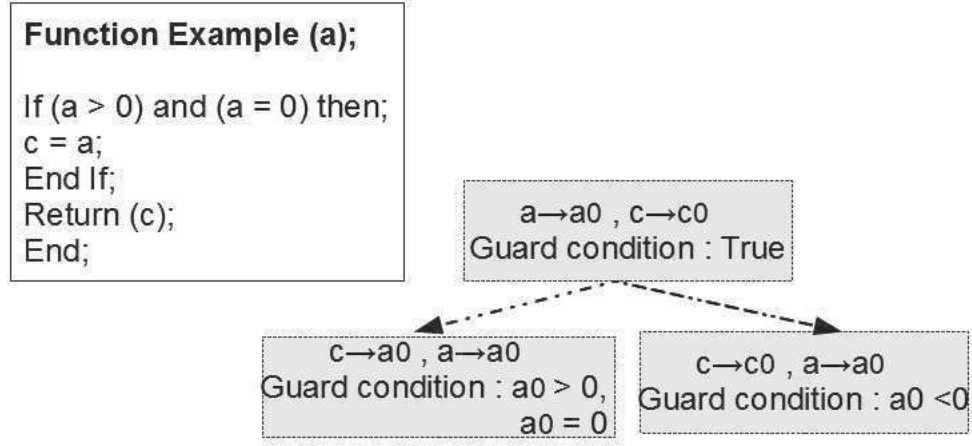 Function Example (a);
If (a > 0) and (a = 0) then;
c = a;
End If;
Return (c);
End;
a→a0 , c→c0
Guard condition : True
c→a0 , a→a0
Guard condition : a0 > 0,
a0 = 0
c→c0 , a→a0
Guard condition : a0 <0